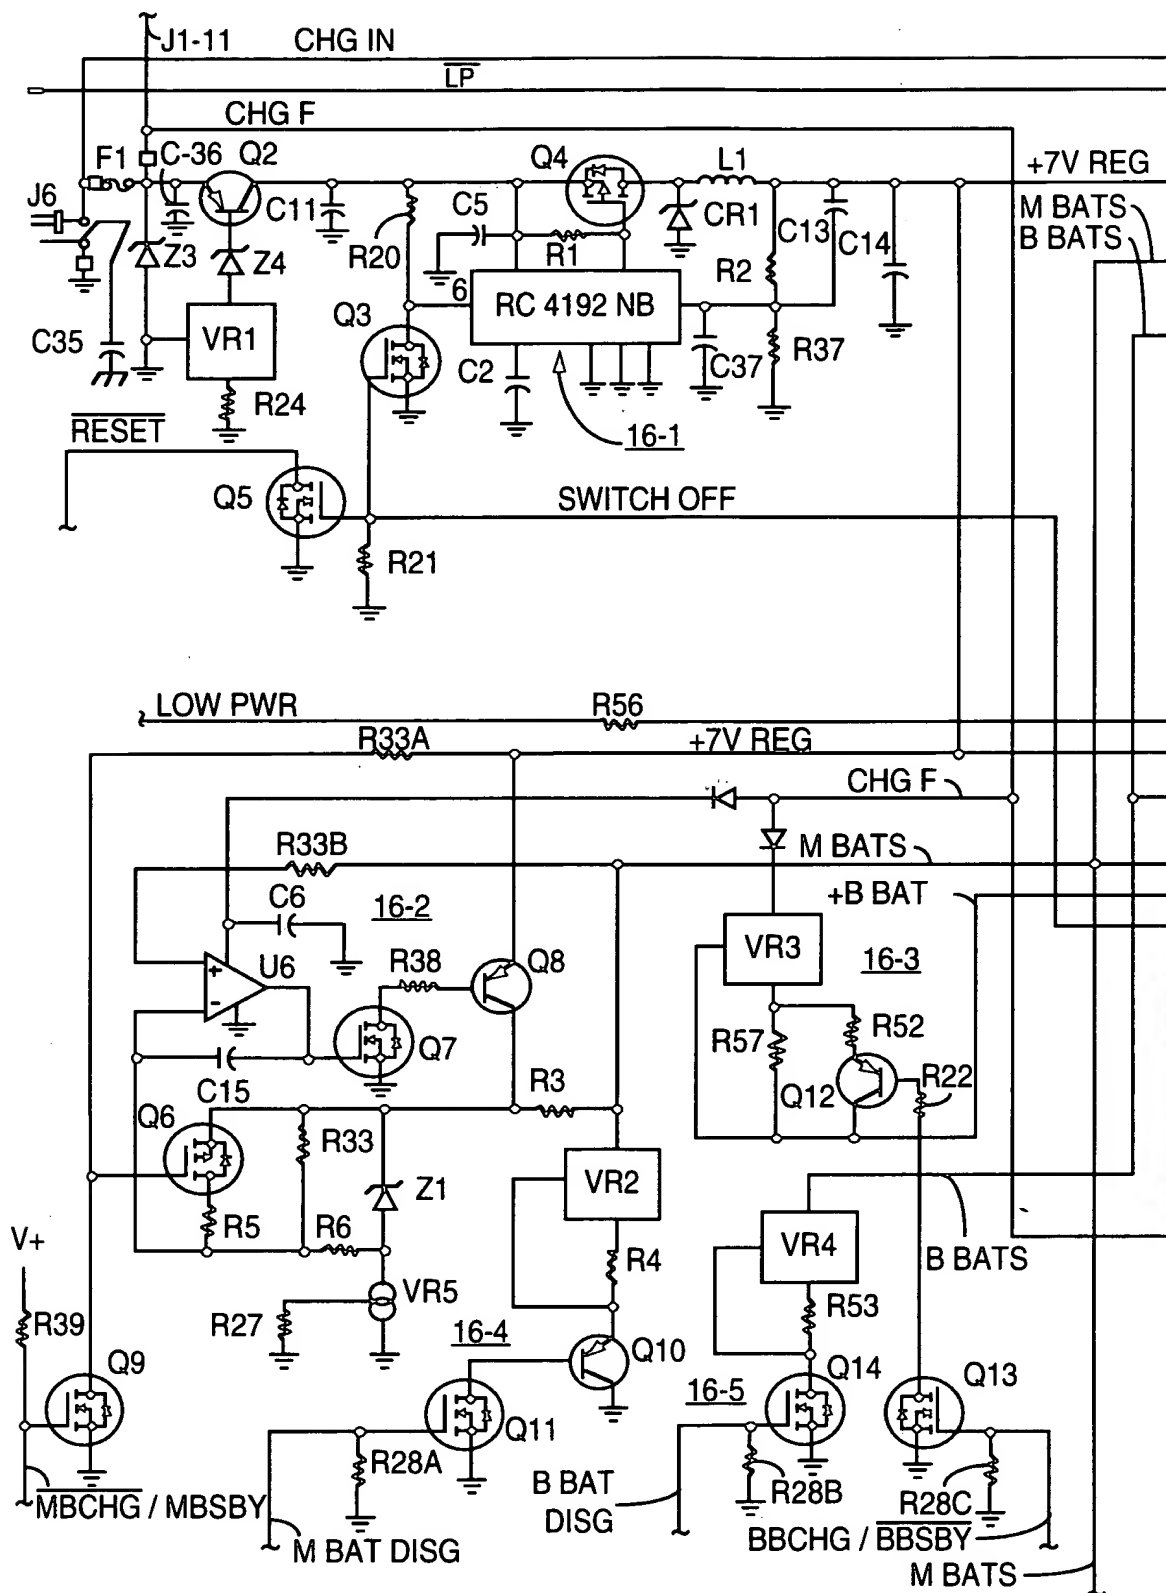 J1-11 CHG IN
LP
CHG F
F1 C-36 Q2 Q4 L1 +7V REG
J6 C5 M BATS
C11 CR1 B BATS
R20 R1 C13 C14
Z3 Z4 R2
6 RC 4192 NB
Q3
C35 VR1 C2 C37 R37
R24
RESET 16-1
Q5 SWITCH OFF
R21
LOW PWR R56
R33A +7V REG
CHG F
R33B M BATS
C6 16-2 +B BAT
VR3 16-3
+ U6 R38 Q8
-
Q7 R57 R52
C15 R3 Q12 R22
Q6
R33 VR2
Z1
R5 R6 VR4 B BATS
V+ R4
VR5
R39 R27 16-4 R53
Q9 Q10 Q14 Q13
16-5
Q11
R28A B BAT R28B R28C
MBCHG / MBSBY DISG
M BAT DISG BBCHG / BBSBY
M BATS